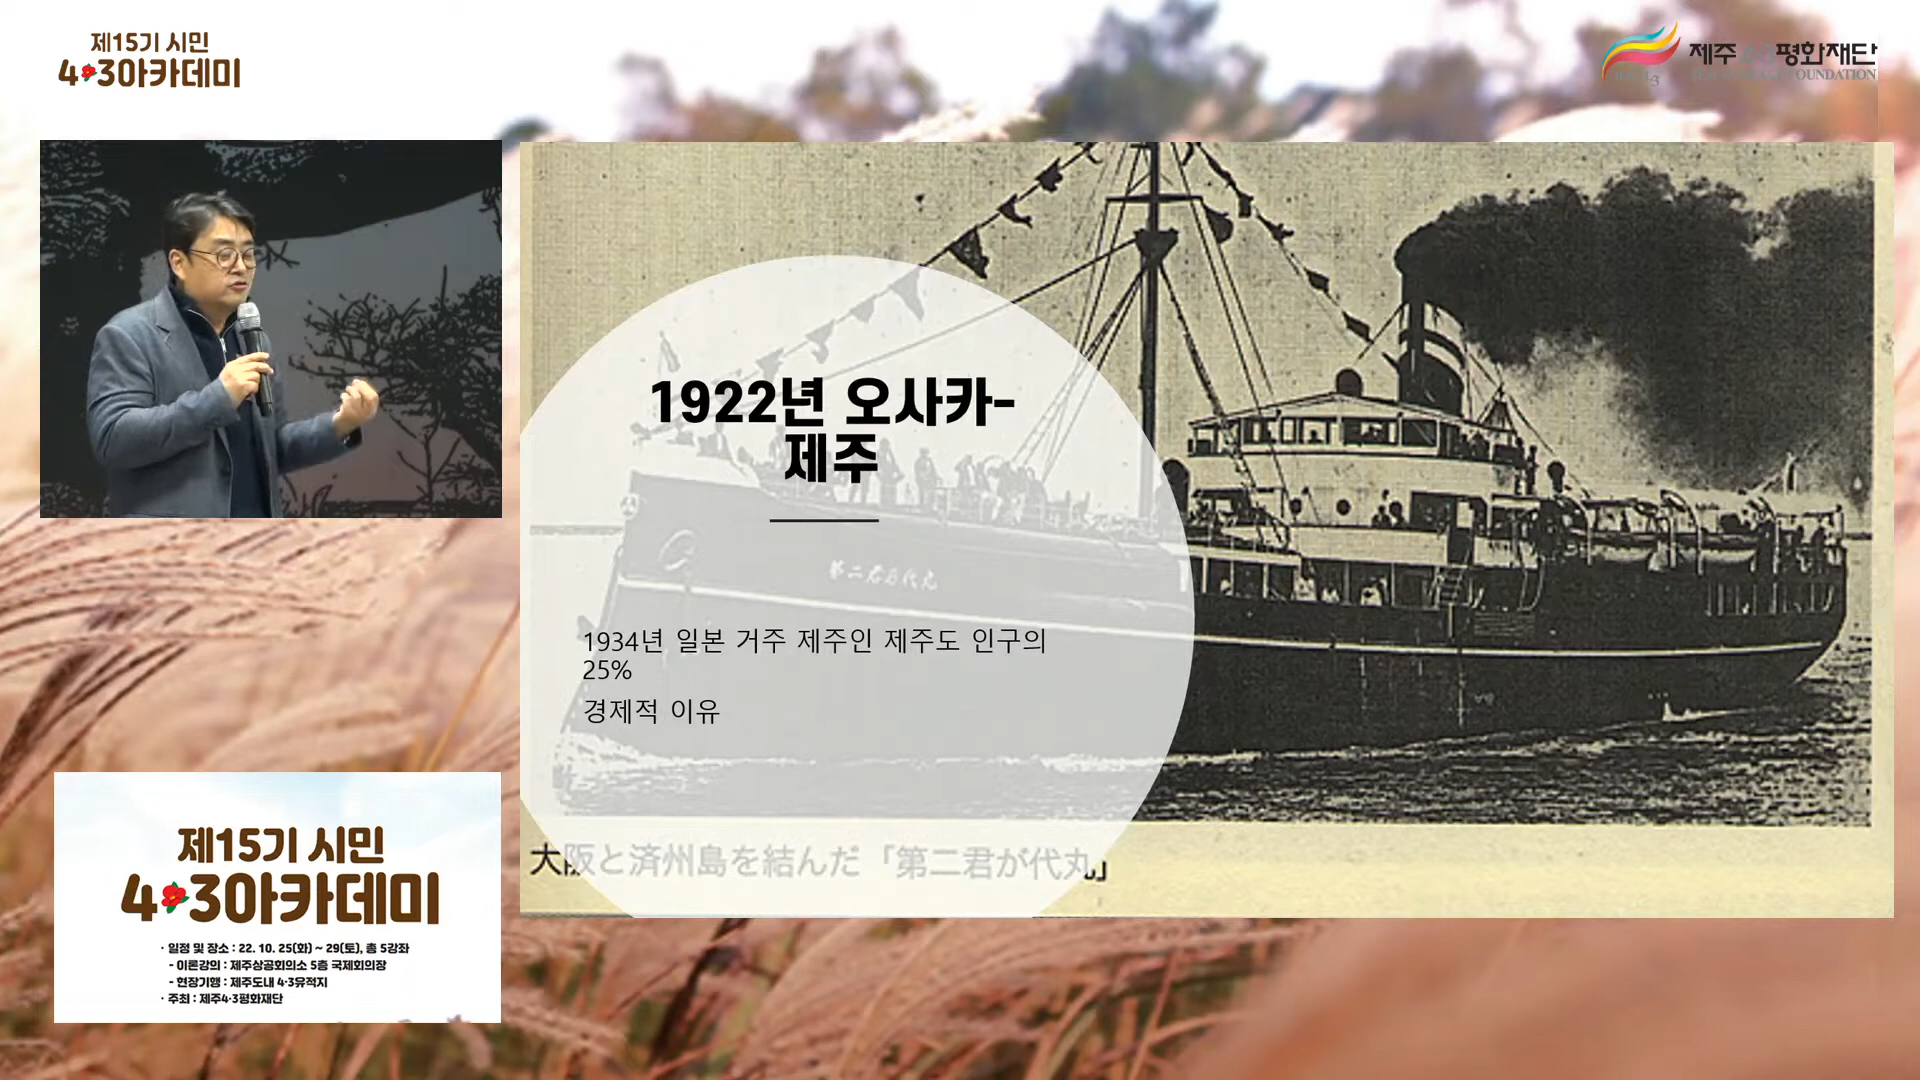 제15기 시민
4·3아카데미
제주4·3평화재단
1922년 오사카-
제주
第二君が代丸
1934년 일본 거주 제주인 제주도 인구의
25%
경제적 이유
大阪と済州島を結んだ「第二君が代丸」
제15기 시민
4·3아카데미
· 일정 및 장소 : 22. 10. 25(화) ~ 29(토), 총 5강좌
- 이론강의 : 제주상공회의소 5층 국제회의장
- 현장기행 : 제주도내 4·3유적지
· 주최 : 제주4·3평화재단